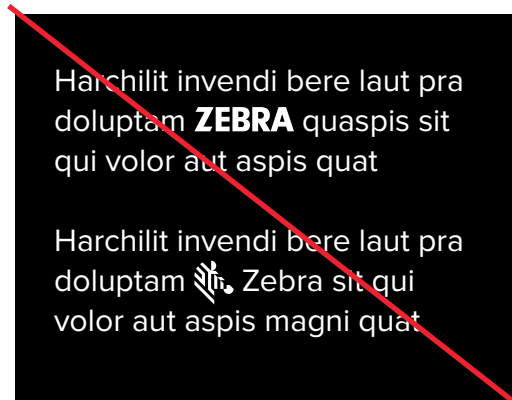 Harchilit invendi bere laut pra
doluptam ZEBRA quaspis sit
qui volor aut aspis quat
Harchilit invendi bere laut pra
doluptam Zebra sit qui
volor aut aspis magni quat